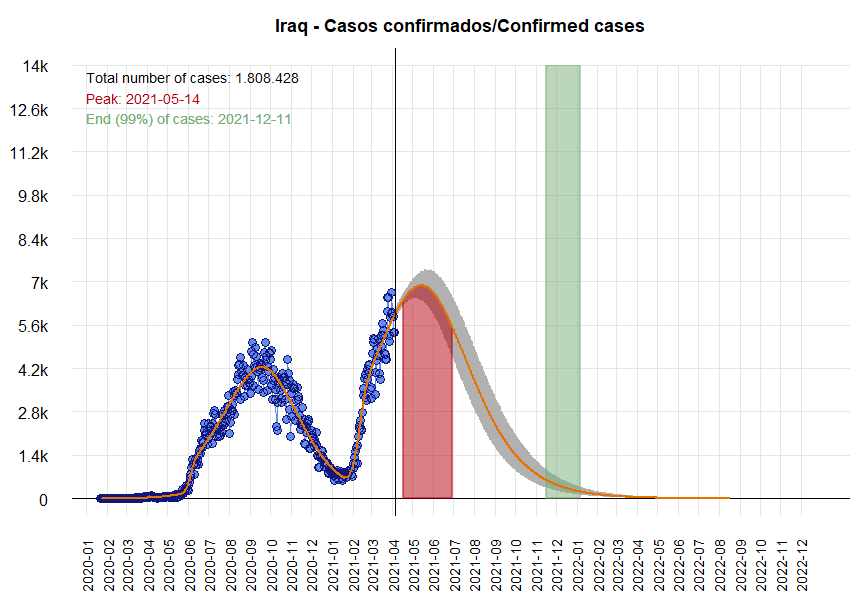 Iraq - Casos confirmados/Confirmed cases
14k
12.6k
11.2k
9.8k
8.4k
7k
5.6k
4.2k
2.8k
1.4k
0
Total number of cases: 1.808.428
Peak: 2021-05-14
End (99%) of cases: 2021-12-11
2020-01
2020-02
2020-03
2020-04
2020-05
2020-06
2020-07
2020-08
2020-09
2020-10
2020-11
2020-12
2021-01
2021-02
2021-03
2021-04
2021-05
2021-06
2021-07
2021-08
2021-09
2021-10
2021-11
2021-12
2022-01
2022-02
2022-03
2022-04
2022-05
2022-06
2022-07
2022-08
2022-09
2022-10
2022-11
2022-12